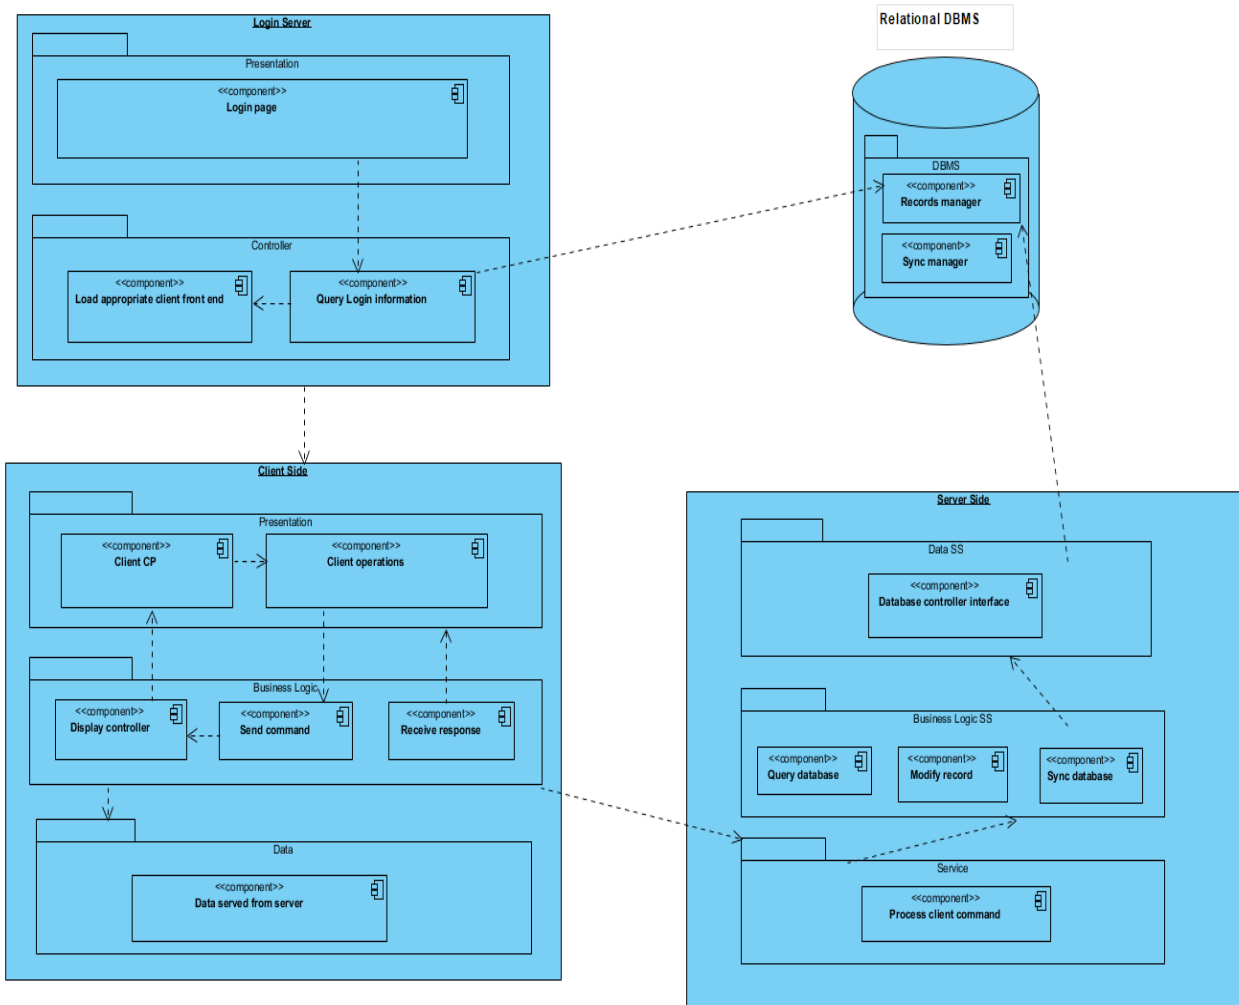 Login Server
Presentation
<<component>>
Login page
Controller
<<component>>
Load appropriate client front end
<<component>>
Query Login information
Relational DBMS
DBMS
<<component>>
Records manager
<<component>>
Sync manager
Client Side
Presentation
<<component>>
Client CP
<<component>>
Client operations
Business Logic
<<component>>
Display controller
<<component>>
Send command
<<component>>
Receive response
Data
<<component>>
Data served from server
Server Side
Data SS
<<component>>
Database controller interface
Business Logic SS
<<component>>
Query database
<<component>>
Modify record
<<component>>
Sync database
Service
<<component>>
Process client command